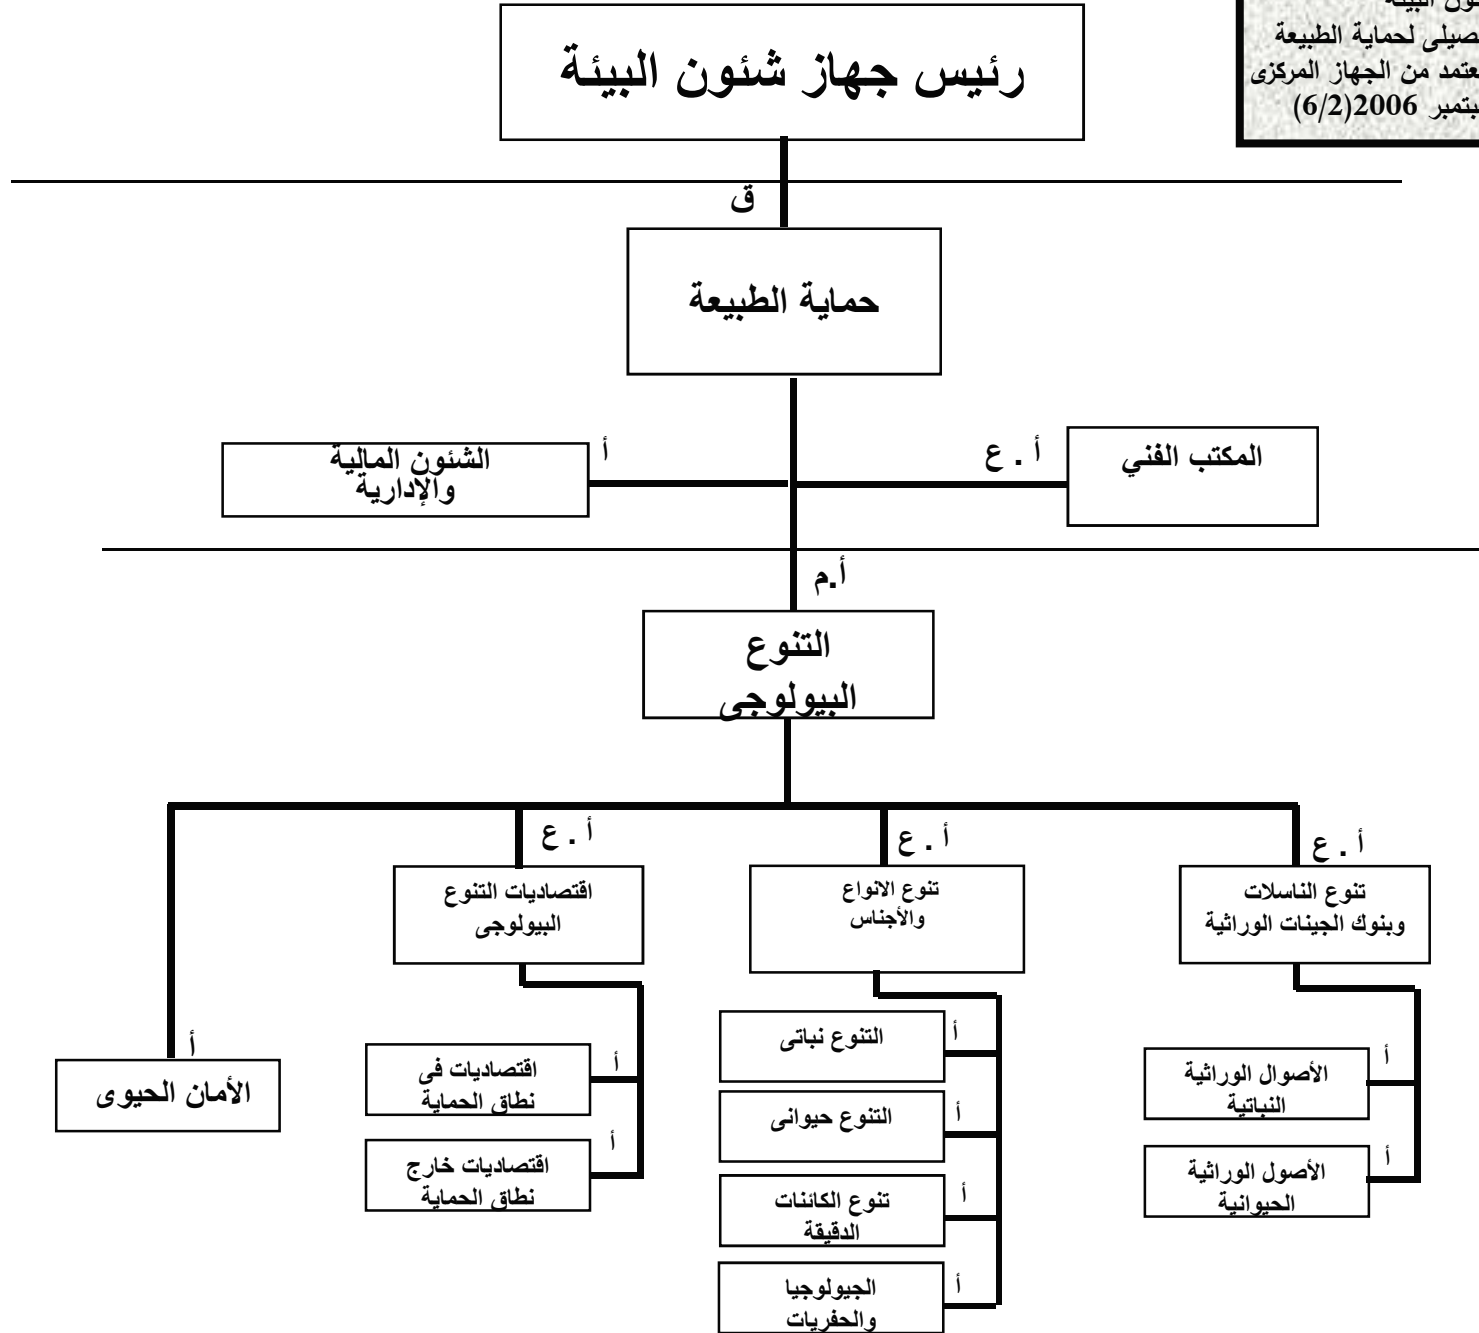 لحماية الطبيعة
من الجهاز المركزى
2006(6/2)
رئيس جهاز شئون البيئة
ق
حماية الطبيعة
المكتب الفني
أ . ع
أ
الشئون المالية
والإدارية
أ.م
التنوع
البيولوجى
أ . ع
أ . ع
أ . ع
تنوع الناسلات
وبنوك الجينات الوراثية
تنوع الانواع
والأجناس
اقتصاديات التنوع
البيولوجى
أ
الأمان الحيوى
أ
الأصوال الوراثية
النباتية
أ
الأصول الوراثية
الحيوانية
أ
التنوع نباتى
أ
التنوع حيوانى
أ
تنوع الكائنات
الدقيقة
أ
الجيولوجيا
والحفريات
أ
اقتصاديات فى
نطاق الحماية
أ
اقتصاديات خارج
نطاق الحماية